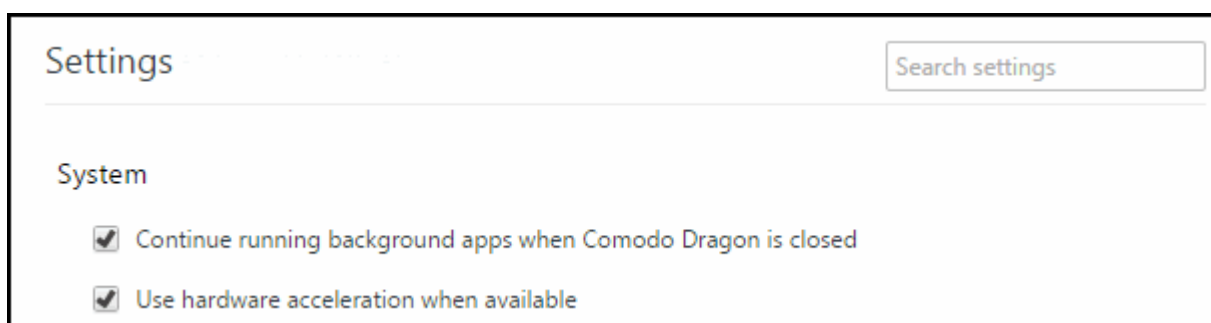 Settings
Search settings
System
Continue running background apps when Comodo Dragon is closed
Use hardware acceleration when available